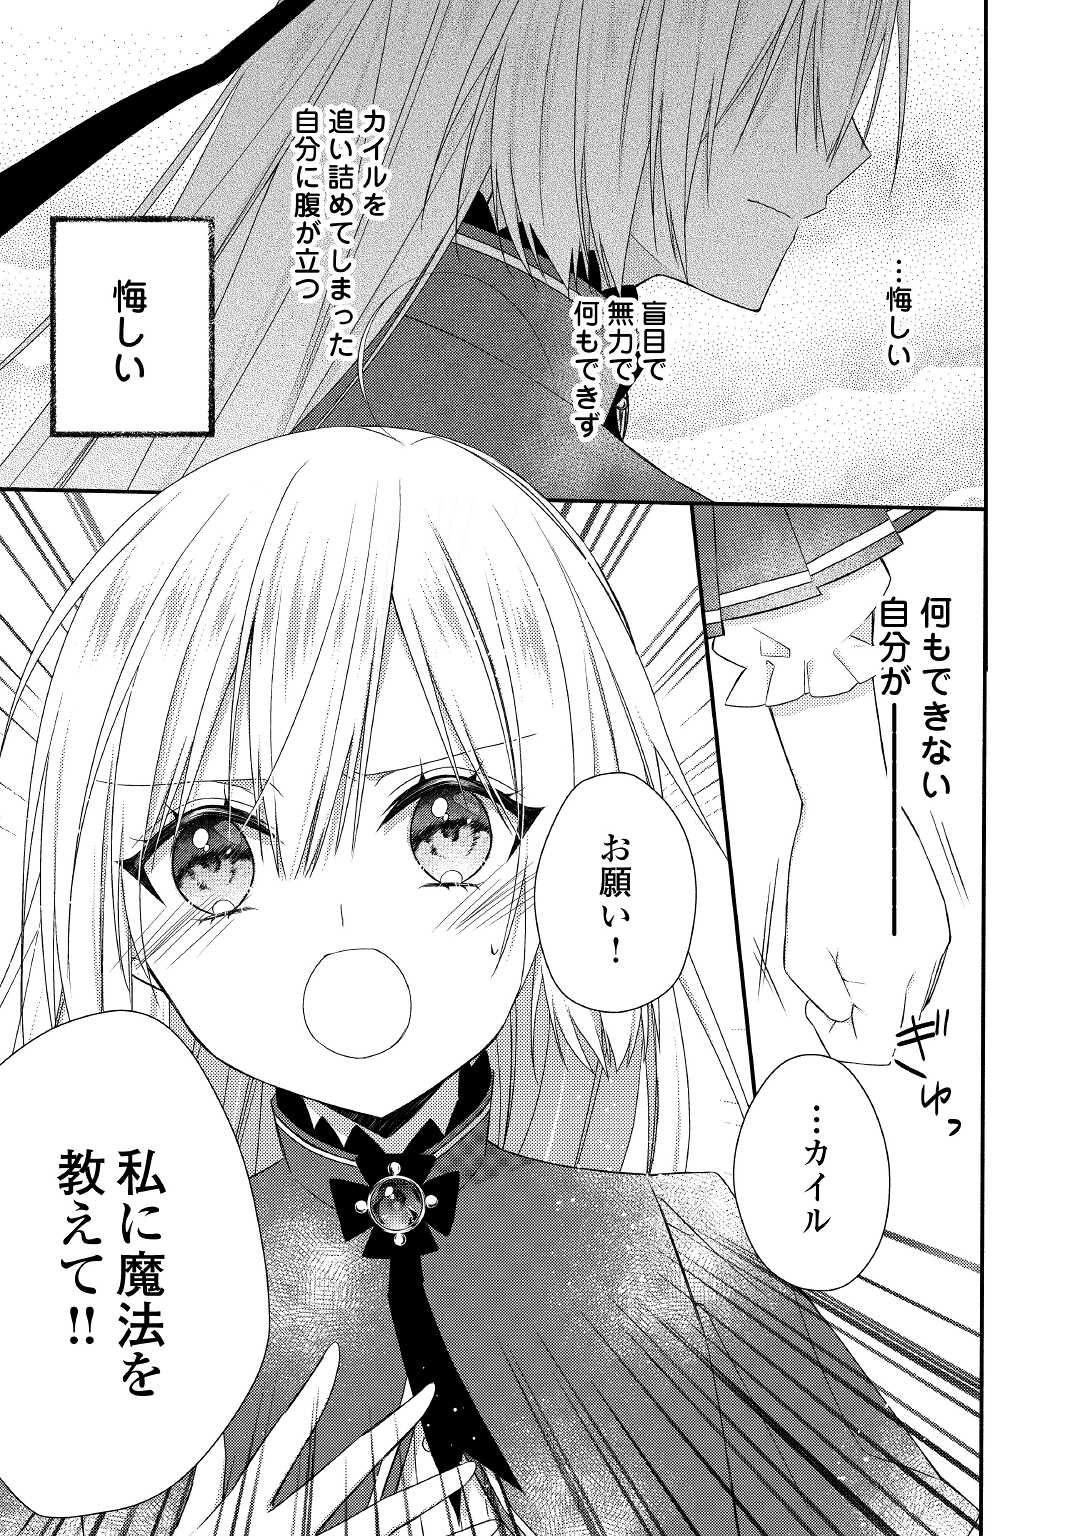 …悔しい
盲目で
無力で
何もできず
カイルを
追い詰めてしまった
自分に腹が立つ
悔しい
何もできない
自分が――
ギゅっ
…カイル
お願い！
私に魔法を
教えて!!